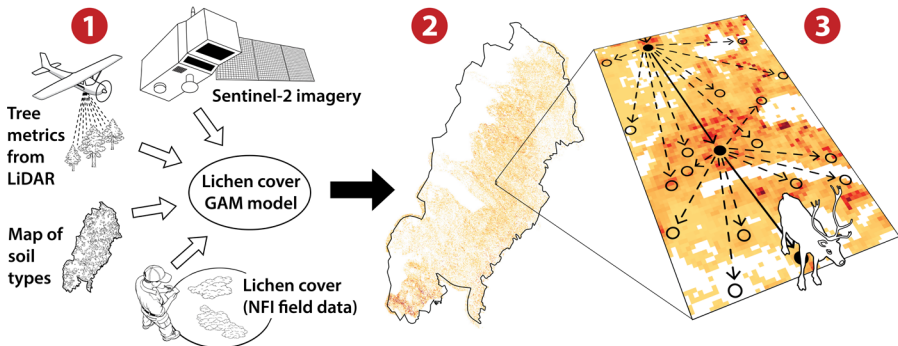 1
2
3
Sentinel-2 imagery
Tree
metrics
from
LiDAR
Lichen cover
GAM model
Map of
soil
types
Lichen cover
(NFI field data)